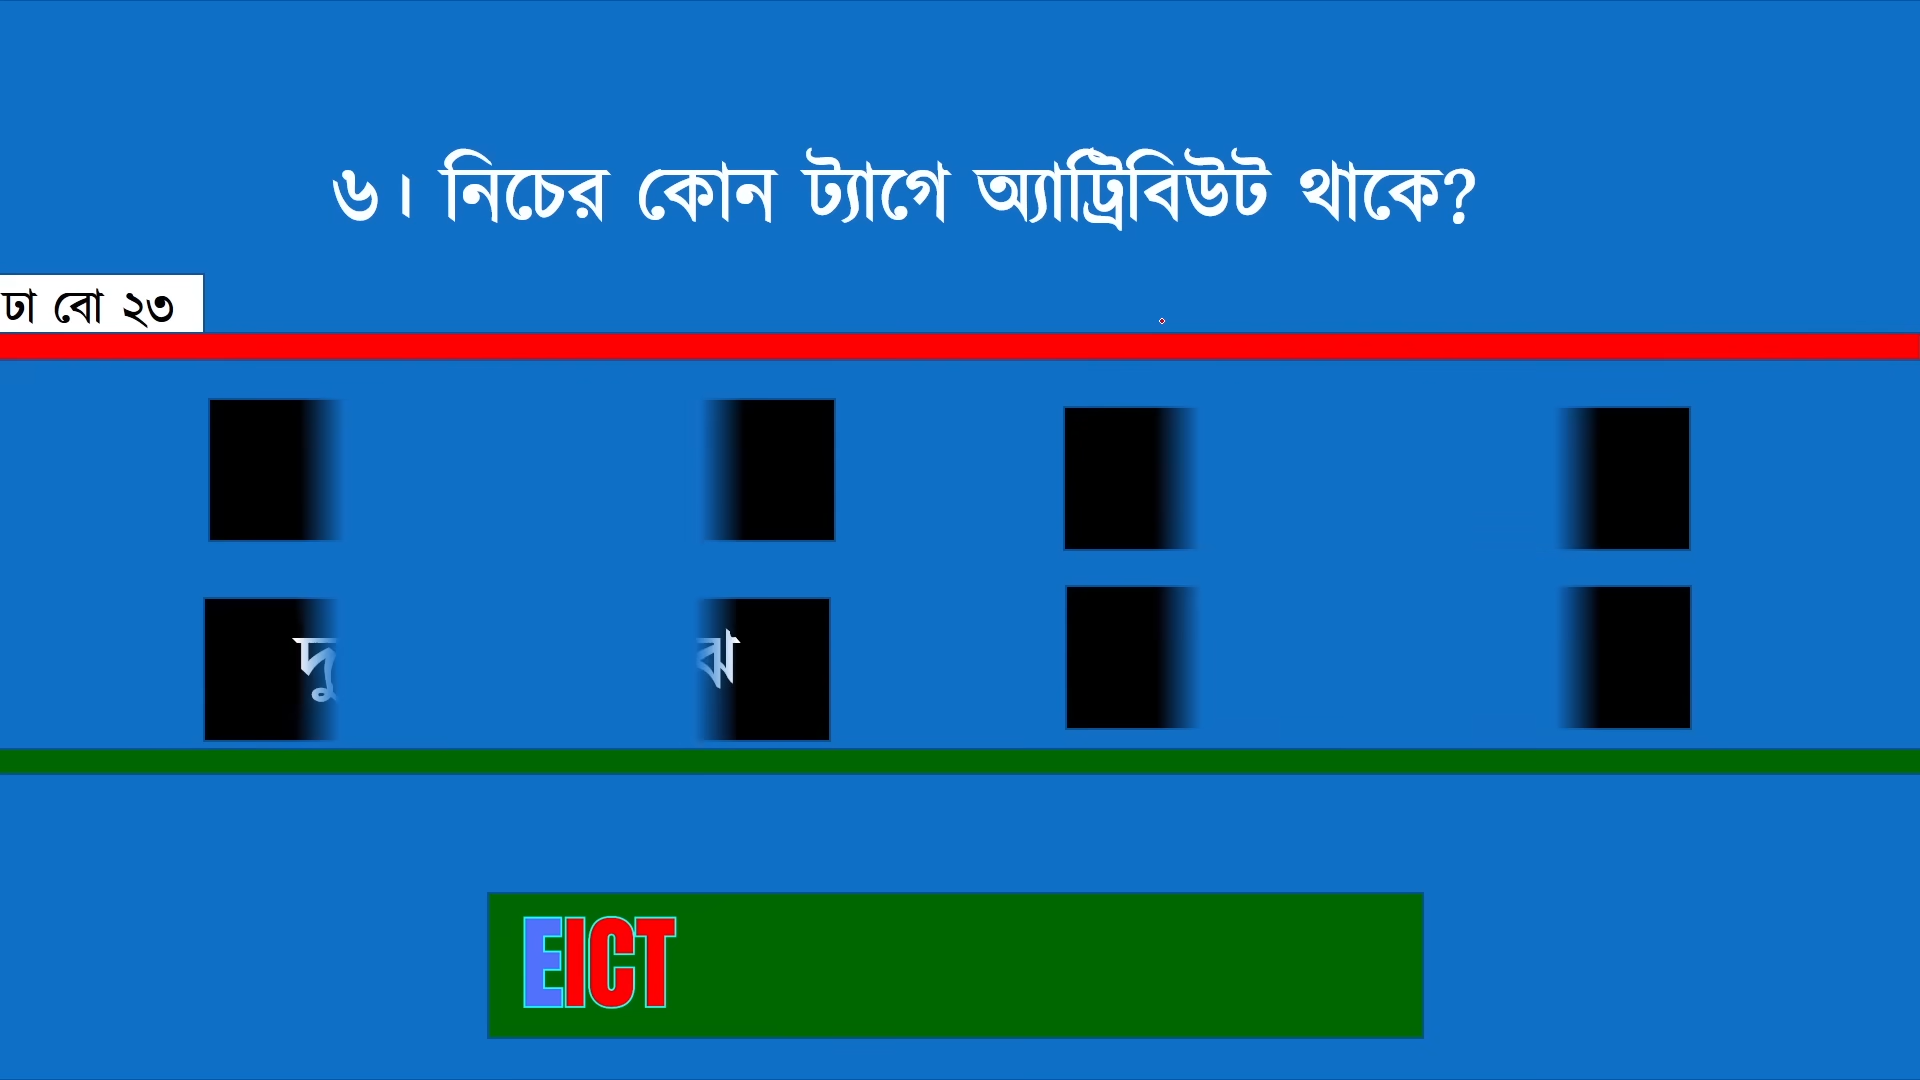 ৬। নিচের কোন ট্যাগে অ্যাট্রিবিউট থাকে?
ঢা বো ২৩
EICT